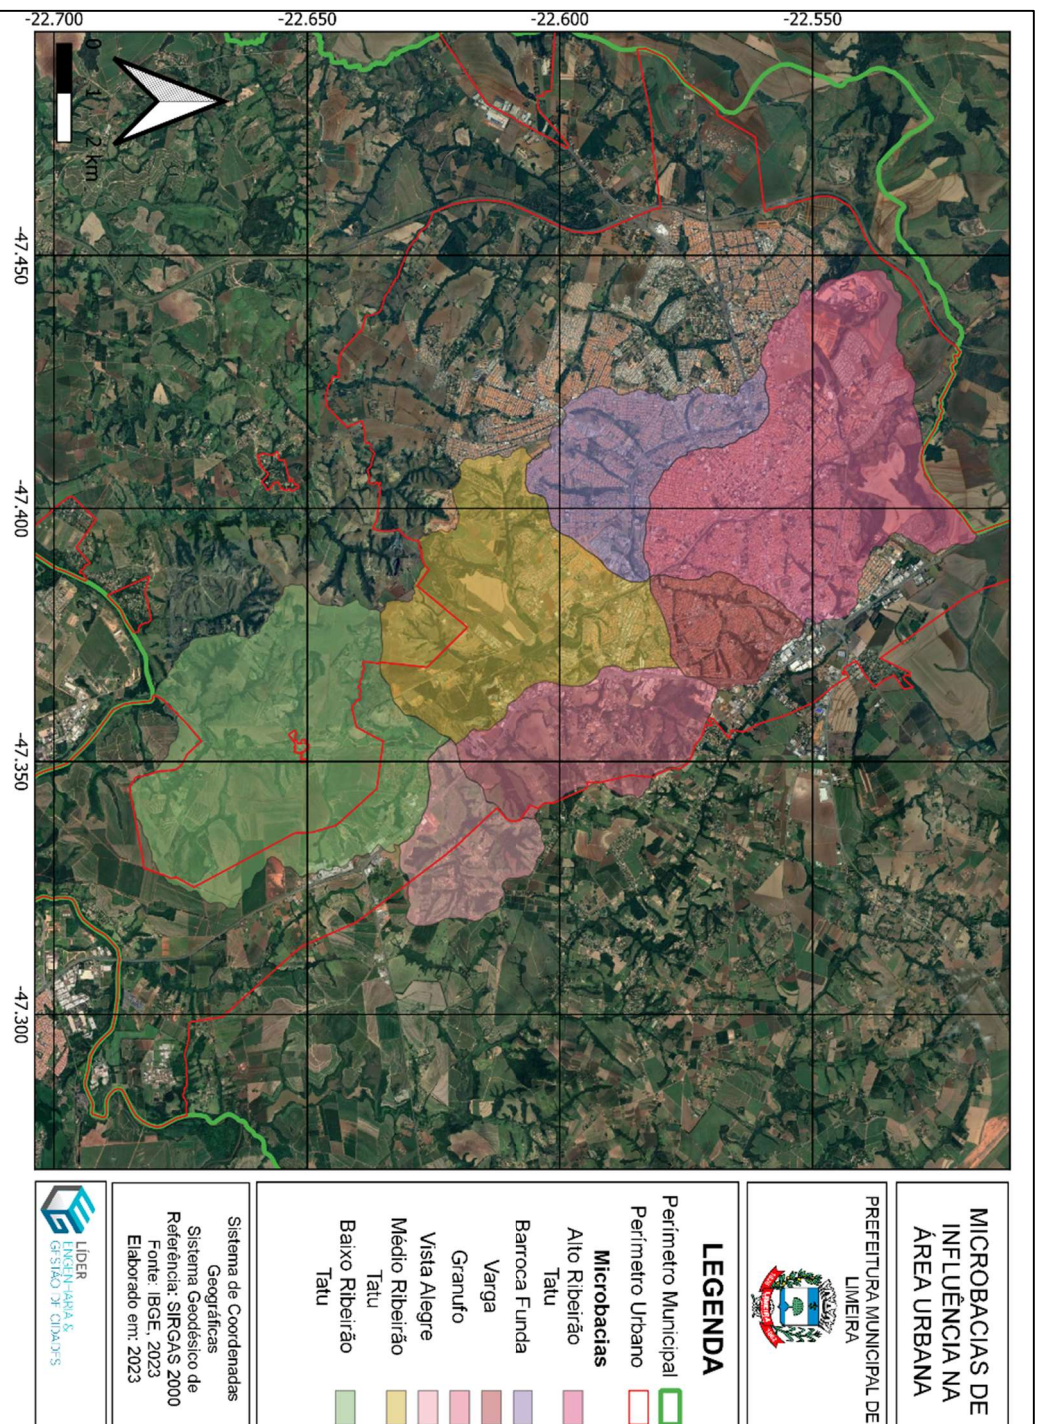 MICROBACIAS DE
INFLUÊNCIA NA
ÁREA URBANA
PREFEITURA MUNICIPAL DE
LIMEIRA
LIMEIRA
LEGENDA
Perímetro Municipal
Perímetro Urbano
Microbacias
Alto Ribeirão
Tatu
Barroca Funda
Varga
Granufo
Vista Alegre
Médio Ribeirão
Tatu
Baixo Ribeirão
Tatu
Sistema de Coordenadas
Geográficas
Sistema Geodésico de
Referência: SIRGAS 2000
Fonte: IBGE, 2023
Elaborado em: 2023
LÍDER
ENGENHARIA &
GESTÃO DE CIDADES
-22.700
-22.650
-22.600
-22.550
-47.450
-47.400
-47.350
-47.300
0 1 2 km